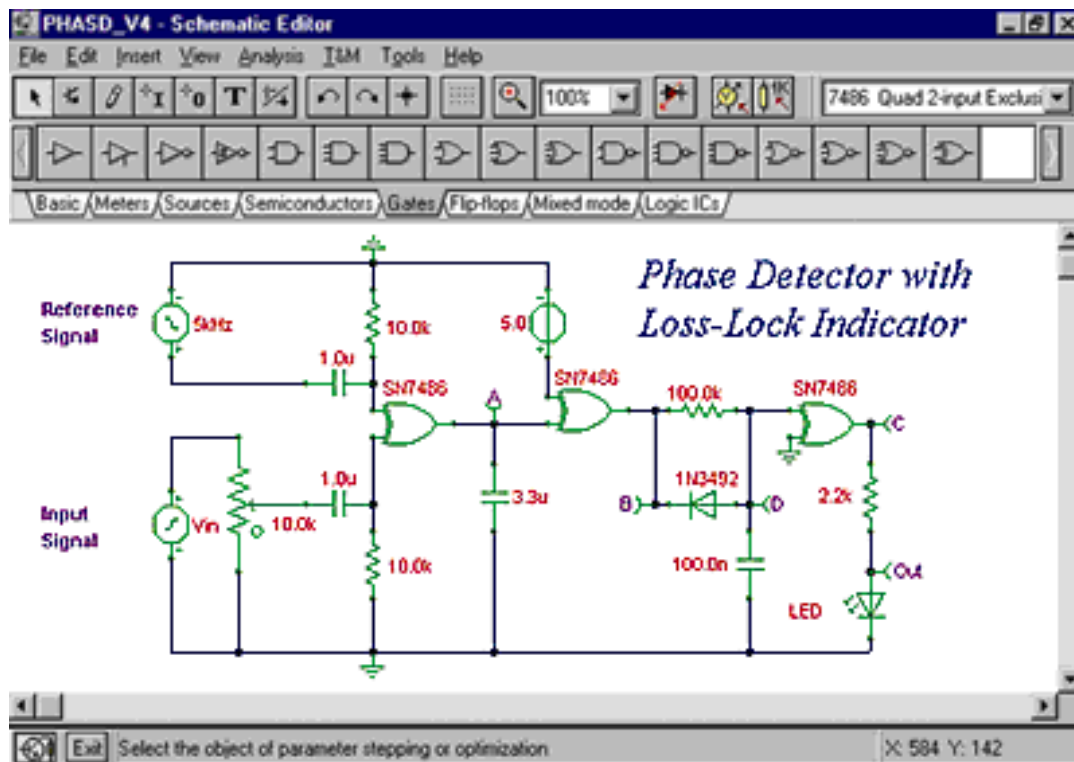 PHASD_V4 - Schematic Editor
File Edit Insert View Analysis T&M Tools Help
T 100% 1K 7486 Quad 2-input Exclusi
Basic Meters Sources Semiconductors Gates Flip-flops Mixed mode Logic ICs
Phase Detector with
Loss-Lock Indicator
Reference
Signal
5kHz
10.0k
5.0
1.0u
SN7486
A
SN7486
100.0k
SN7486
C
Input
Signal
Vin
10.0k
1.0u
3.3u
1N3492
B
D
2.2k
10.0k
100.0n
Out
LED
Exit Select the object of parameter stepping or optimization X: 584 Y: 142